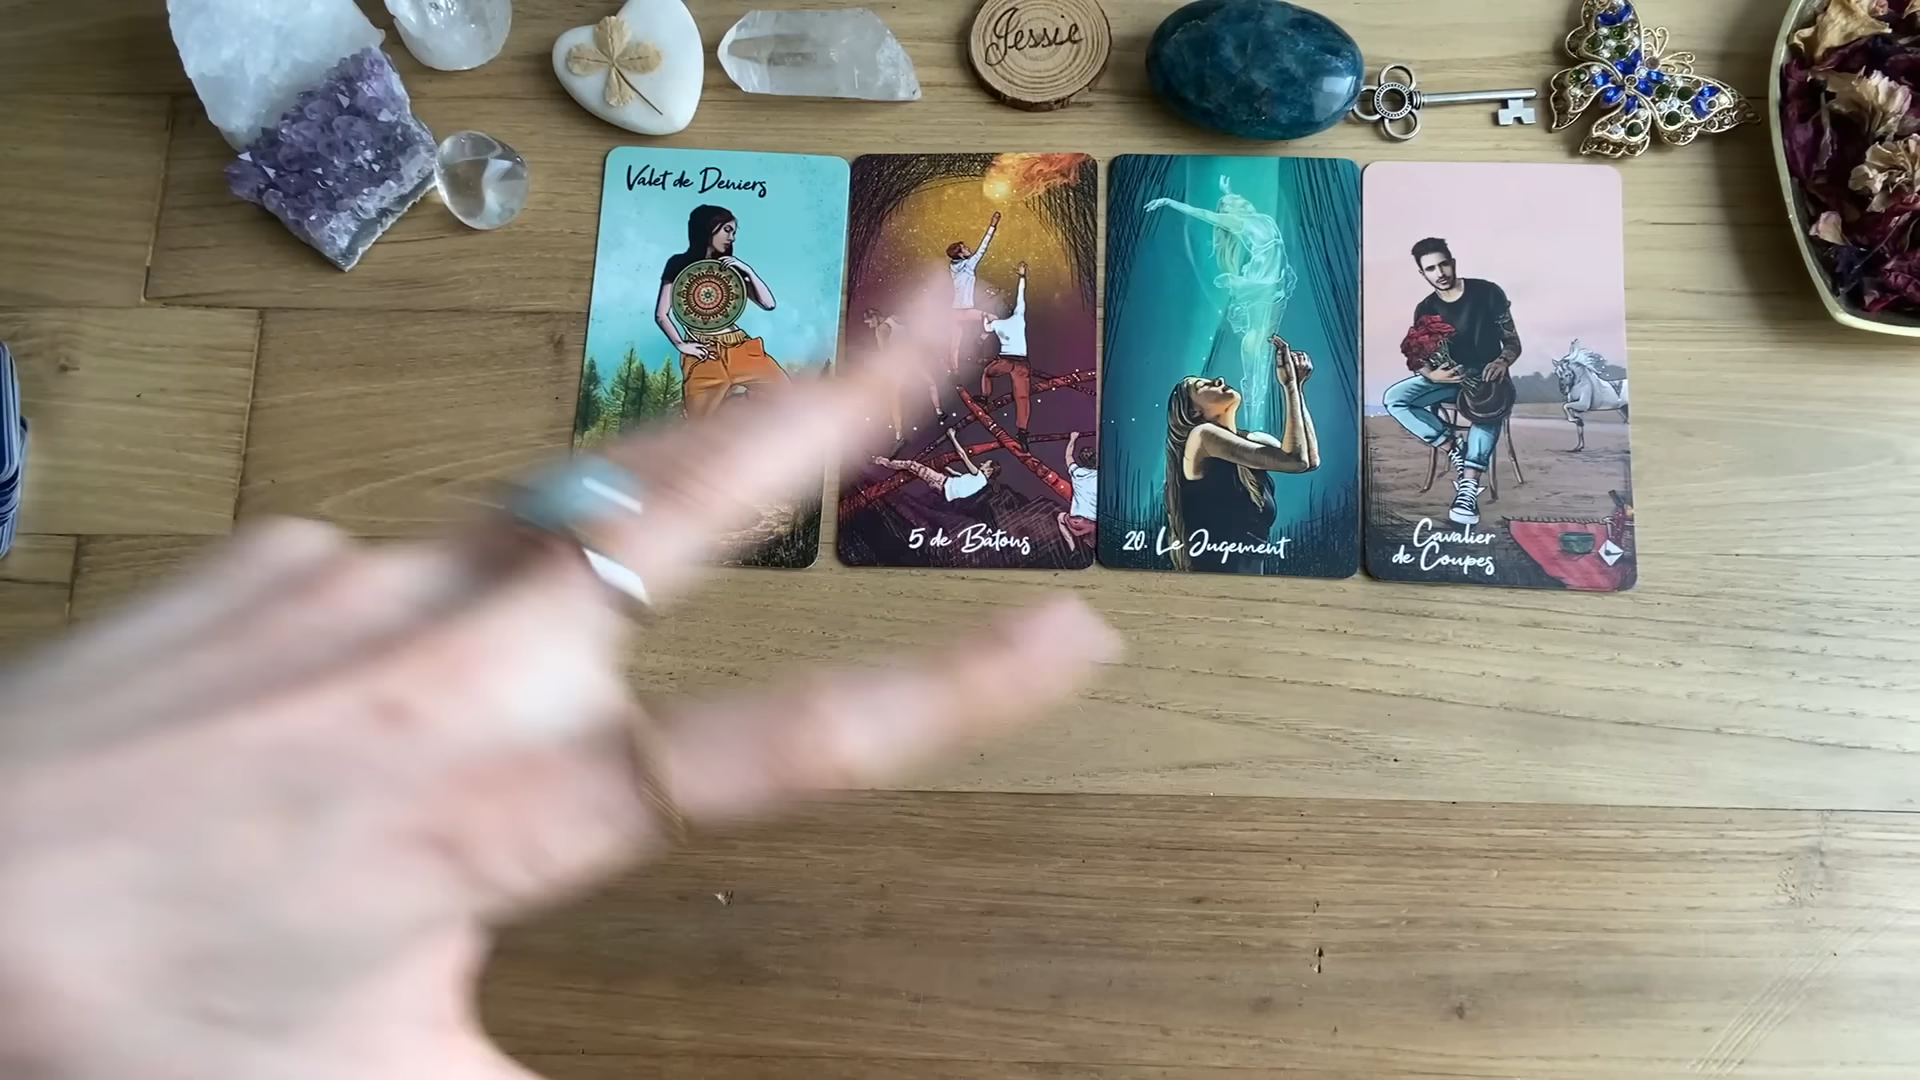 Jessie
Valet de Deniers
5 de Bâtons
20. Le Jugement
Cavalier
de Coupes